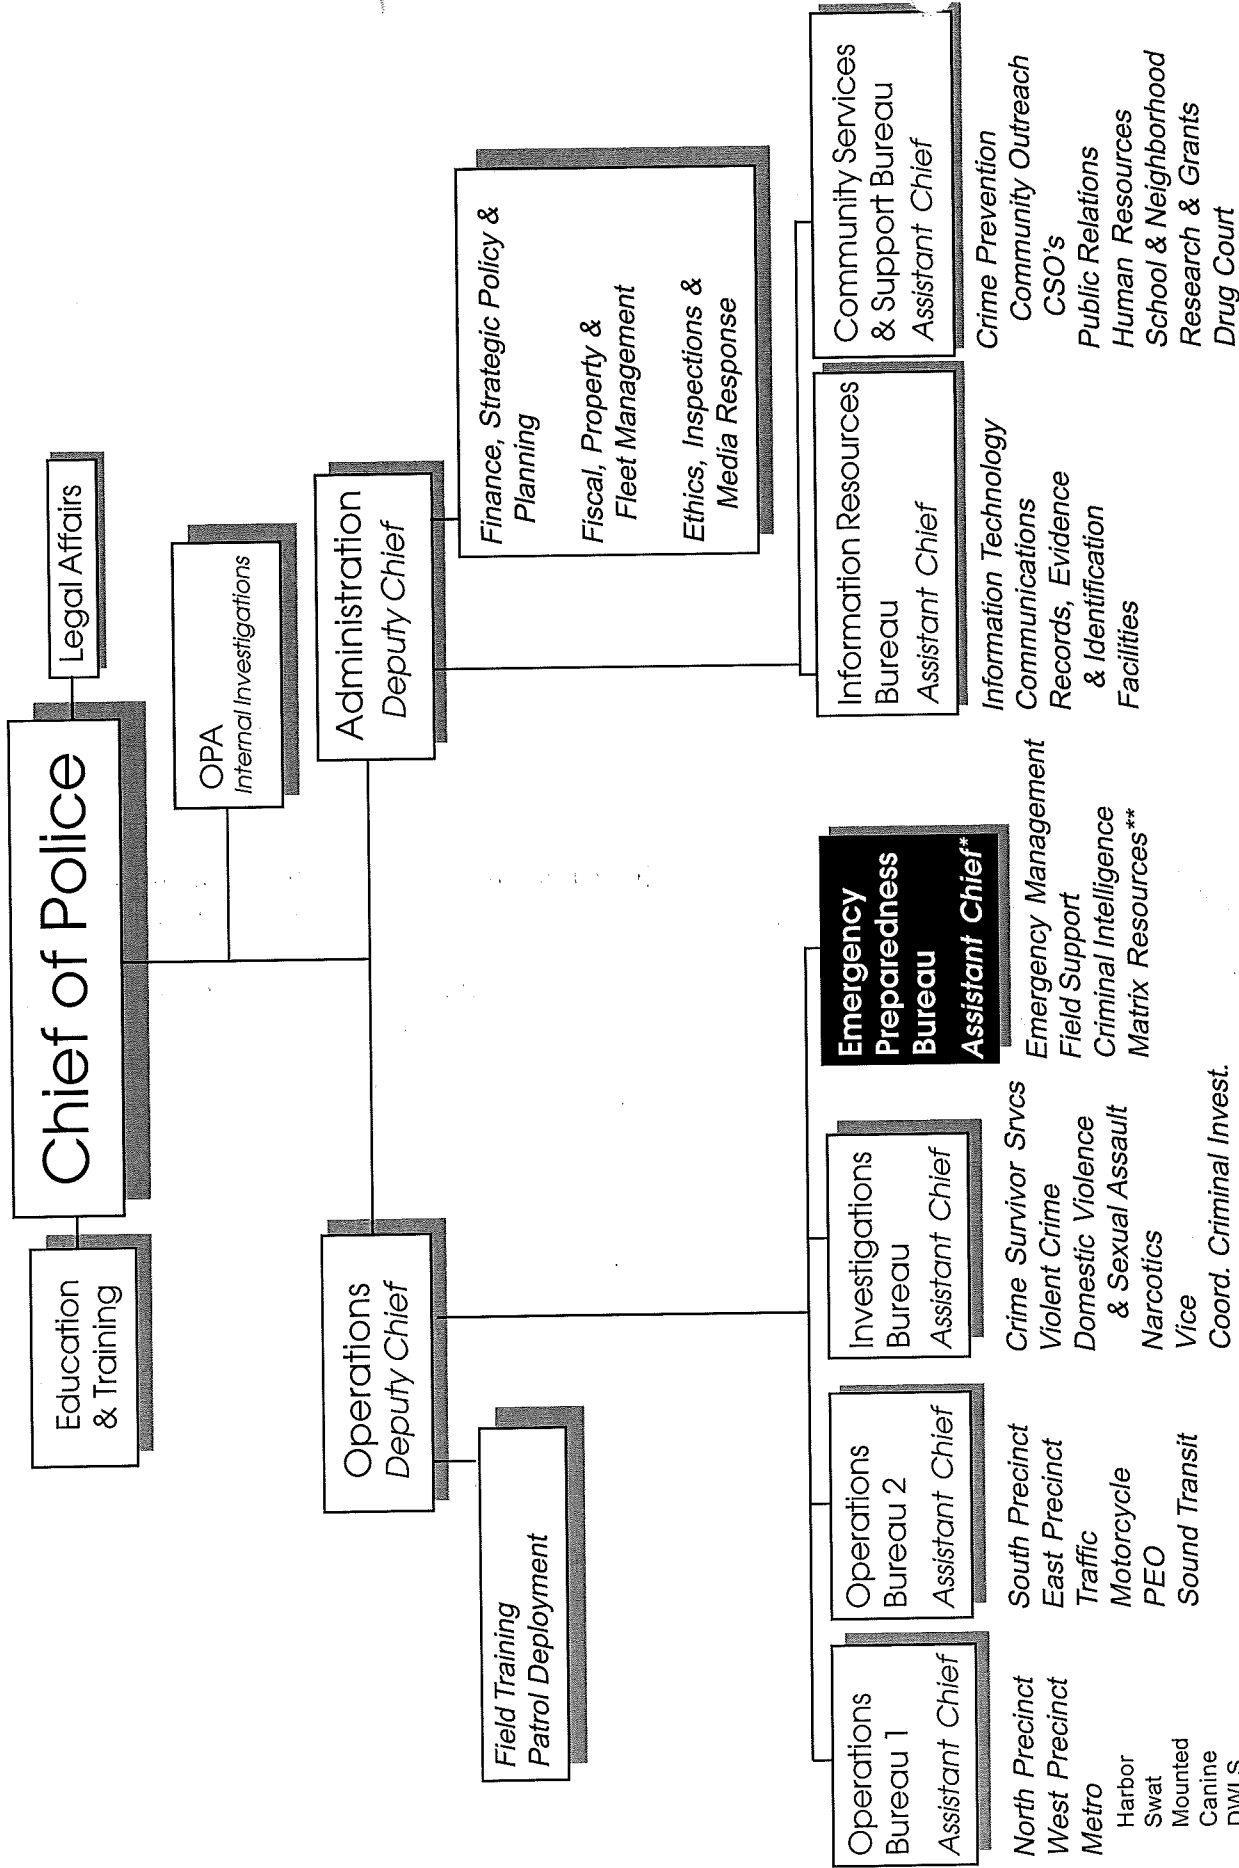 Chief of Police
Education
& Training
Legal Affairs
OPA
Internal Investigations
Operations
Deputy Chief
Administration
Deputy Chief
Field Training
Patrol Deployment
Finance, Strategic Policy &
Planning
Fiscal, Property &
Fleet Management
Ethics, Inspections &
Media Response
Operations
Bureau 1
Assistant Chief
North Precinct
West Precinct
Metro
Harbor
Swat
Mounted
Canine
DWLS
Operations
Bureau 2
Assistant Chief
South Precinct
East Precinct
Traffic
Motorcycle
PEO
Sound Transit
Investigations
Bureau
Assistant Chief
Crime Survivor Srvcs
Violent Crime
Domestic Violence
& Sexual Assault
Narcotics
Vice
Coord. Criminal Invest.
Emergency
Preparedness
Bureau
Assistant Chief*
Emergency Management
Field Support
Criminal Intelligence
Matrix Resources**
Information Resources
Bureau
Assistant Chief
Information Technology
Communications
Records, Evidence
& Identification
Facilities
Community Services
& Support Bureau
Assistant Chief
Crime Prevention
Community Outreach
CSO's
Public Relations
Human Resources
School & Neighborhood
Research & Grants
Drug Court